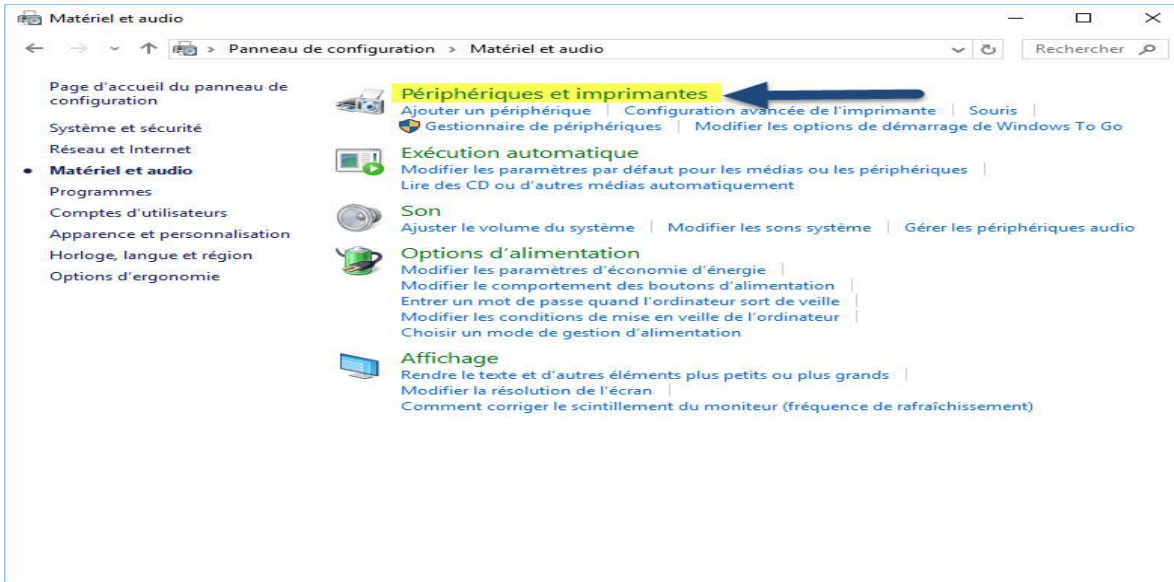 Matériel et audio
Panneau de configuration > Matériel et audio
Rechercher
Page d'accueil du panneau de
configuration
Système et sécurité
Réseau et Internet
Matériel et audio
Programmes
Comptes d'utilisateurs
Apparence et personnalisation
Horloge, langue et région
Options d'ergonomie
Périphériques et imprimantes
Ajouter un périphérique | Configuration avancée de l'imprimante | Souris |
Gestionnaire de périphériques | Modifier les options de démarrage de Windows To Go
Exécution automatique
Modifier les paramètres par défaut pour les médias ou les périphériques |
Lire des CD ou d'autres médias automatiquement
Son
Ajuster le volume du système | Modifier les sons système | Gérer les périphériques audio
Options d'alimentation
Modifier les paramètres d'économie d'énergie |
Modifier le comportement des boutons d'alimentation |
Entrer un mot de passe quand l'ordinateur sort de veille |
Modifier les conditions de mise en veille de l'ordinateur |
Choisir un mode de gestion d'alimentation
Affichage
Rendre le texte et d'autres éléments plus petits ou plus grands |
Modifier la résolution de l'écran |
Comment corriger le scintillement du moniteur (fréquence de rafraîchissement)